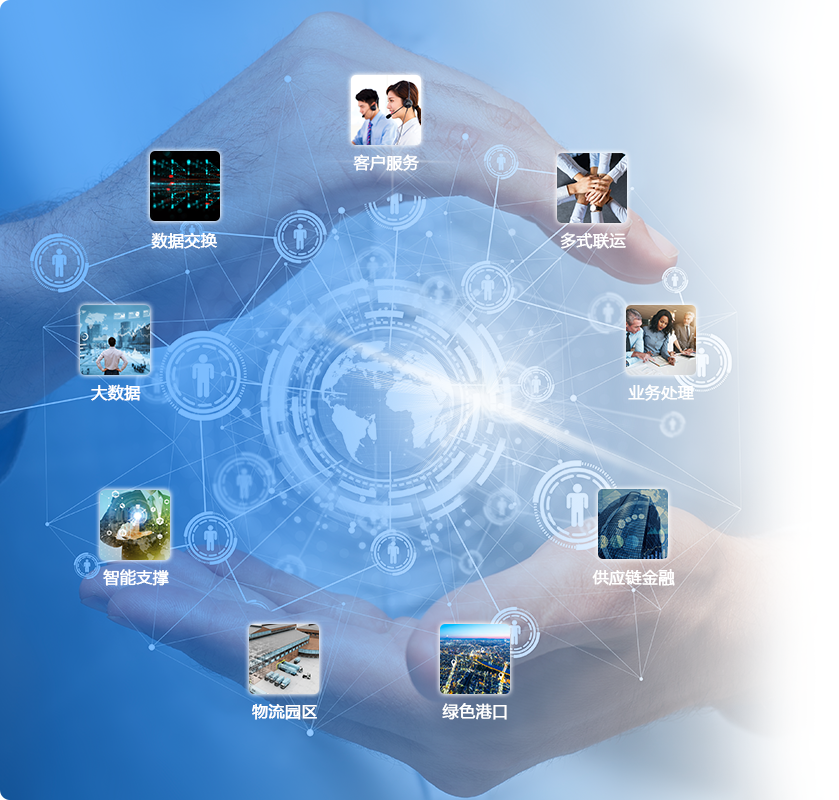 客户服务
数据交换
多式联运
大数据
业务处理
智能支撑
供应链金融
物流园区
绿色港口